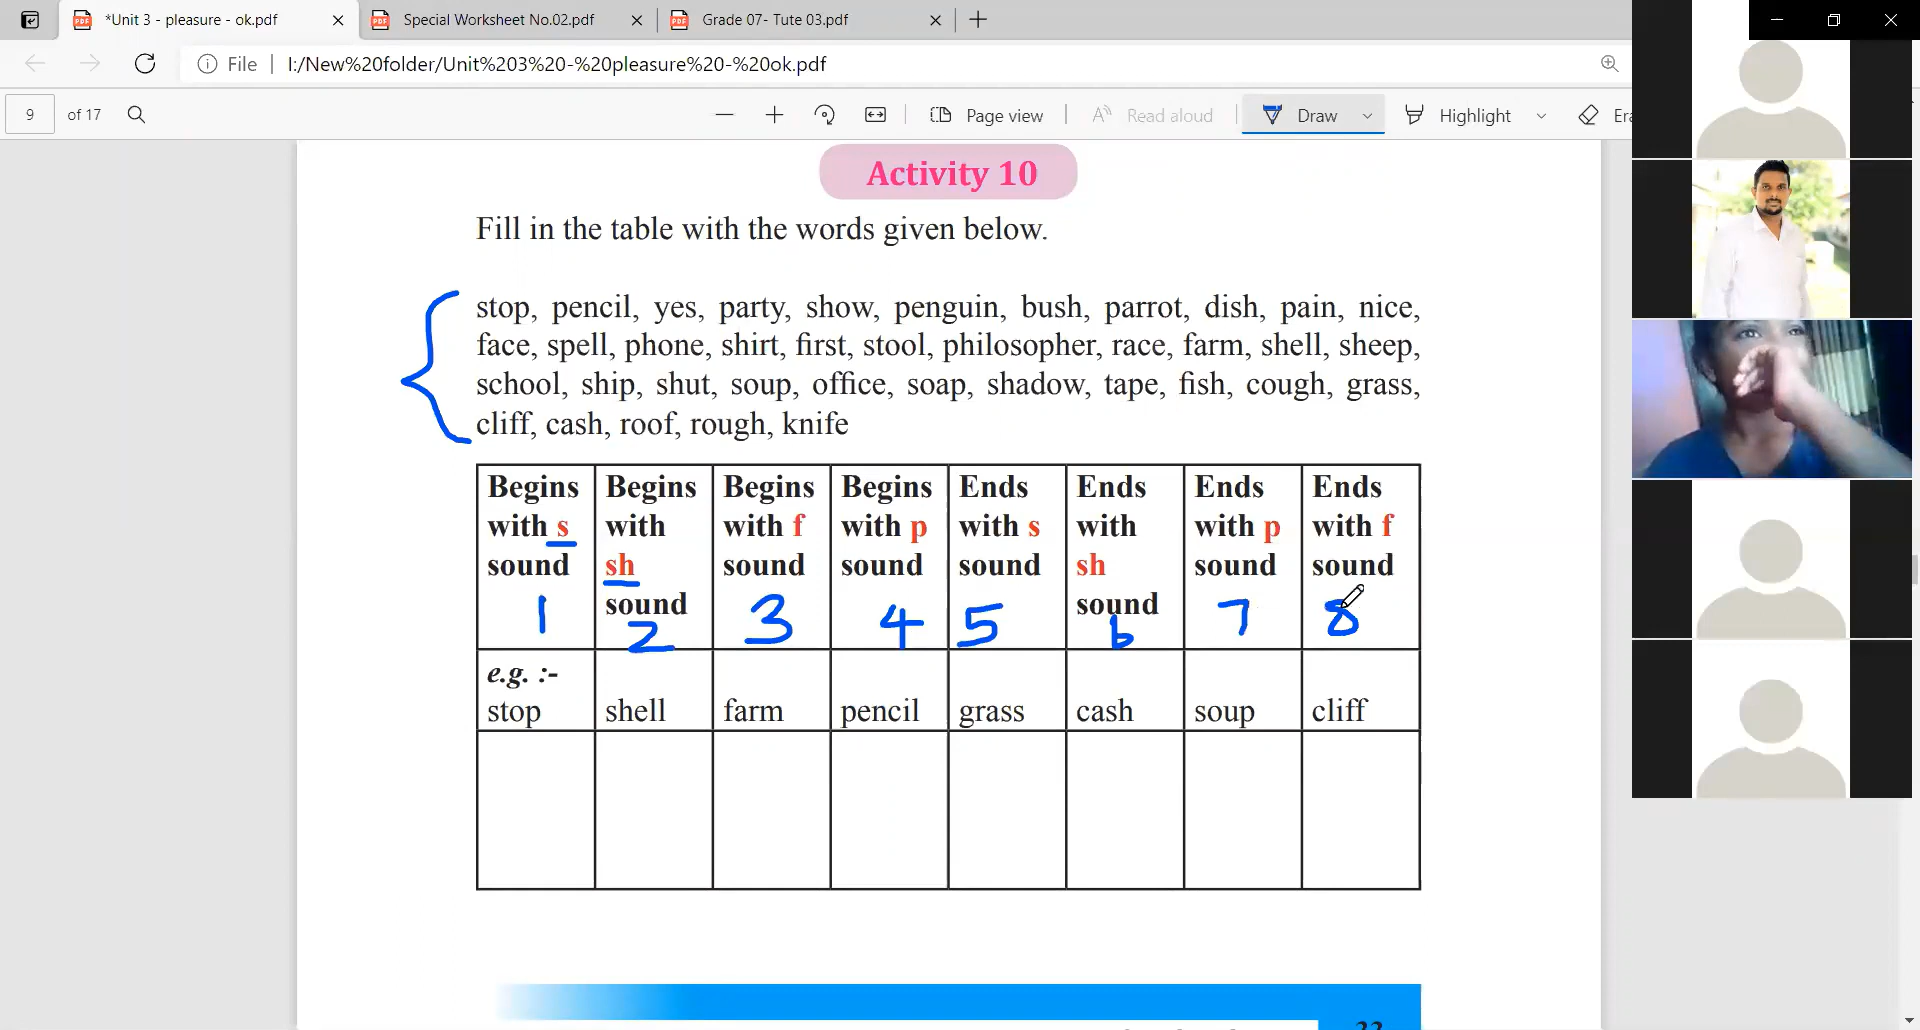 *Unit 3 - pleasure - ok.pdf
Special Worksheet No.02.pdf
Grade 07- Tute 03.pdf
File
I:/New%20folder/Unit%203%20-%20pleasure%20-%20ok.pdf
9 of 17
Page view
Read aloud
Draw
Highlight
Era
Activity 10
Fill in the table with the words given below.
stop, pencil, yes, party, show, penguin, bush, parrot, dish, pain, nice,
face, spell, phone, shirt, first, stool, philosopher, race, farm, shell, sheep,
school, ship, shut, soup, office, soap, shadow, tape, fish, cough, grass,
cliff, cash, roof, rough, knife
Begins with s sound 1
Begins with sh sound 2
Begins with f sound 3
Begins with p sound 4
Ends with s sound 5
Ends with sh sound 6
Ends with p sound 7
Ends with f sound 8
e.g. :-
stop shell farm pencil grass cash soup cliff